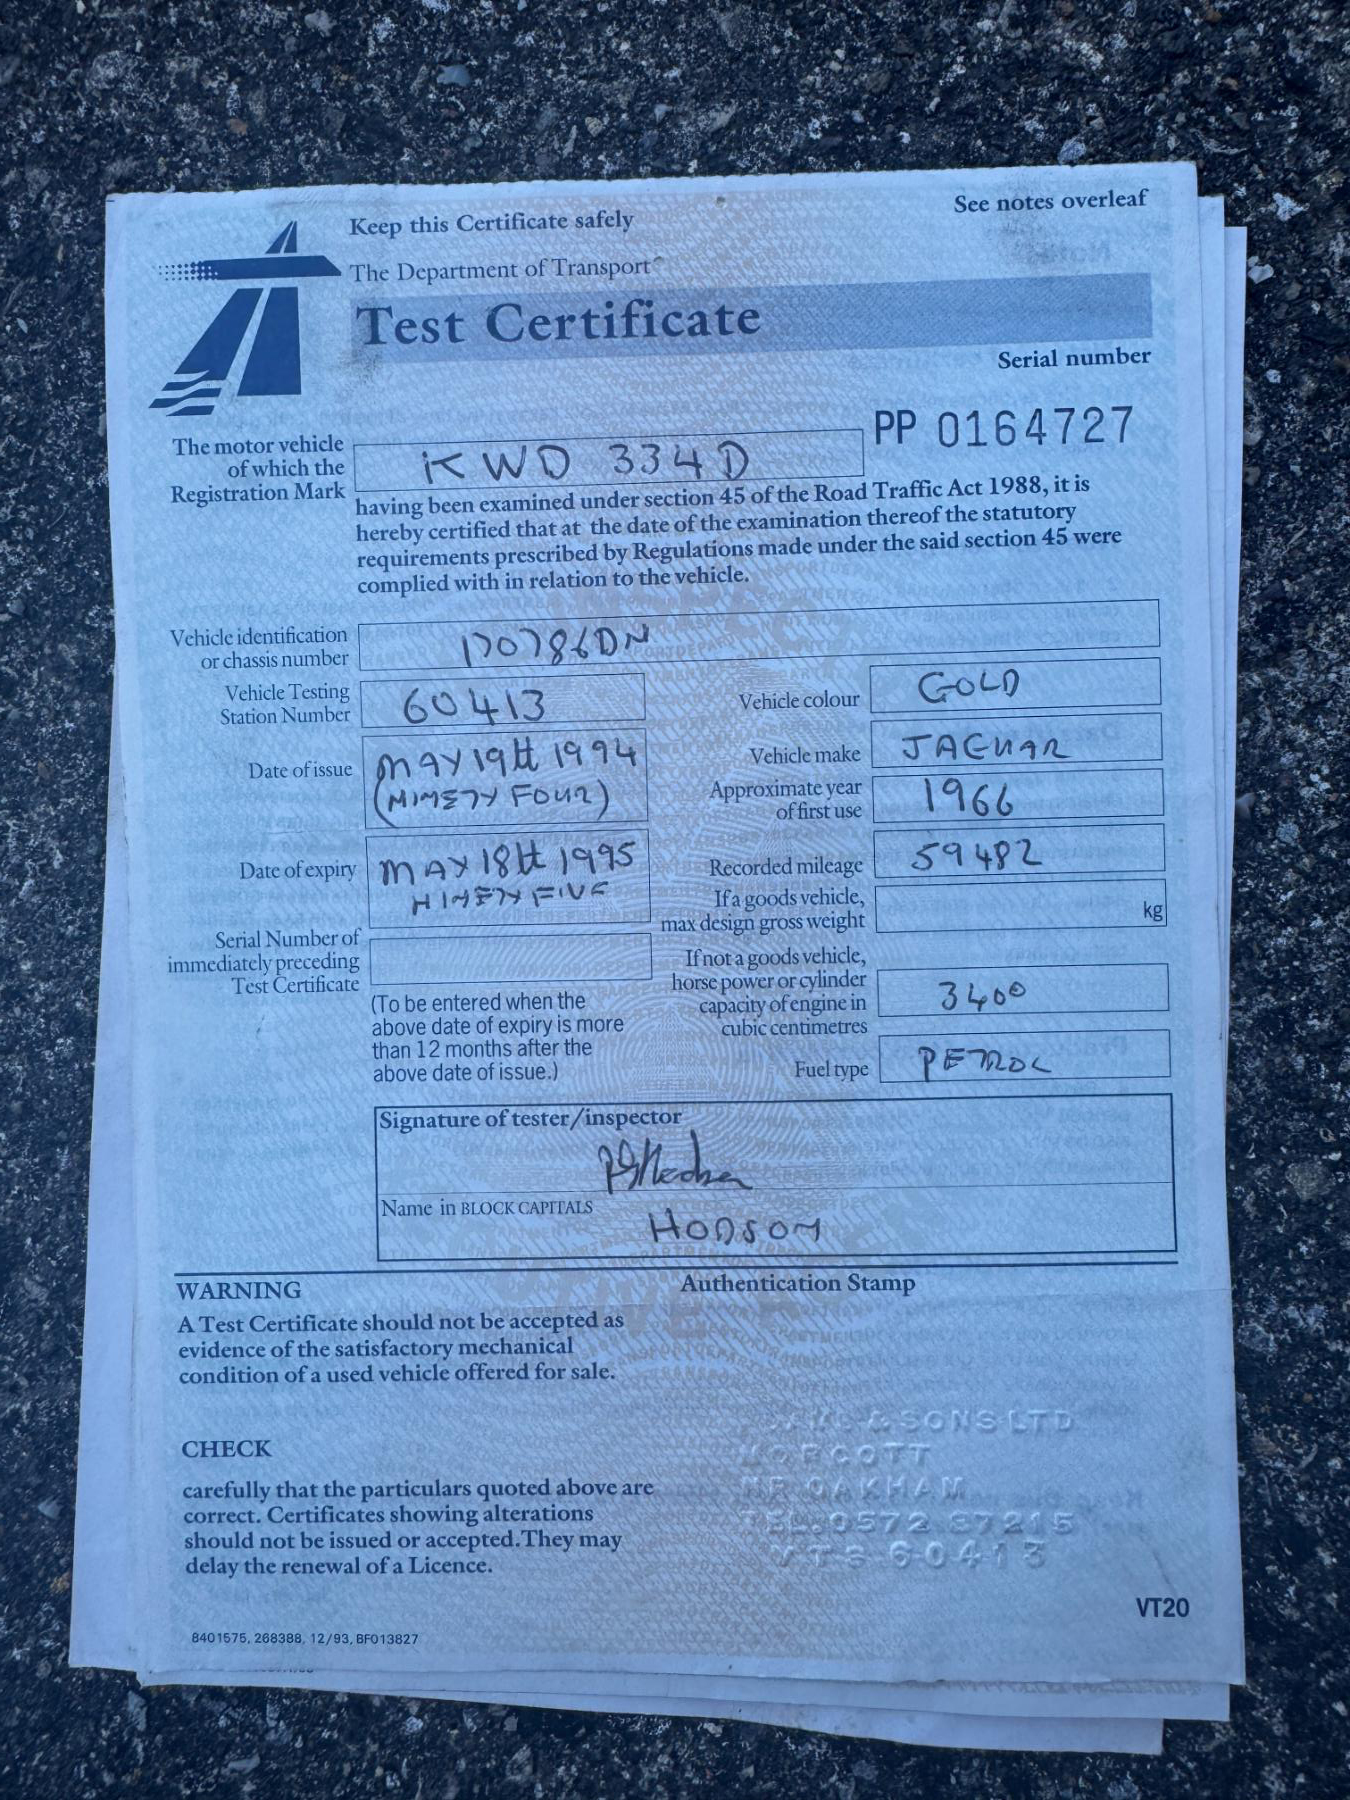 See notes overleaf
Keep this Certificate safely
The Department of Transport
Test Certificate
Serial number
PP 0164727
The motor vehicle
of which the
Registration Mark
KWD 334D
having been examined under section 45 of the Road Traffic Act 1988, it is
hereby certified that at the date of the examination thereof the statutory
requirements prescribed by Regulations made under the said section 45 were
complied with in relation to the vehicle.
Vehicle identification
or chassis number
170786DN
Vehicle Testing
Station Number
60413
Vehicle colour
GOLD
Date of issue
MAY 19th 1994
(NINETY FOUR)
Vehicle make
JAGUAR
Approximate year
of first use
1966
Date of expiry
MAY 18th 1995
NINETY FIVE
Recorded mileage
59482
If a goods vehicle,
max design gross weight
kg
Serial Number of
immediately preceding
Test Certificate
(To be entered when the
above date of expiry is more
than 12 months after the
above date of issue.)
If not a goods vehicle,
horse power or cylinder
capacity of engine in
cubic centimetres
3400
Fuel type
PETROL
Signature of tester/inspector
Name in BLOCK CAPITALS
HODSON
WARNING
Authentication Stamp
A Test Certificate should not be accepted as
evidence of the satisfactory mechanical
condition of a used vehicle offered for sale.
& SONS LTD
MORCOTT
NR OAKHAM
TEL. 0572 87215
VTS 60413
CHECK
carefully that the particulars quoted above are
correct. Certificates showing alterations
should not be issued or accepted. They may
delay the renewal of a Licence.
VT20
8401575, 268388, 12/93, BF013827